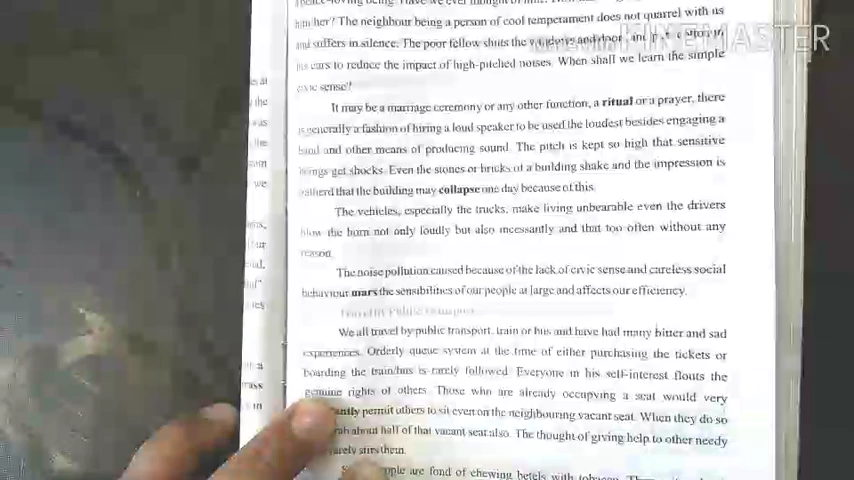 him/her? The neighbour being a person of cool temperament does not quarrel with us
and suffers in silence. The poor fellow shuts the windows and door, and
KINEMASTER
his ears to reduce the impact of high-pitched noises. When shall we learn the simple
civic sense?
It may be a marriage ceremony or any other function, a ritual or a prayer, there
is generally a fashion of hiring a loud speaker to be used the loudest besides engaging a
band and other means of producing sound. The pitch is kept so high that sensitive
beings get shocks. Even the stones or bricks of a building shake and the impression is
gatherd that the building may collapse one day because of this.
The vehicles, especially the trucks, make living unbearable even the drivers
blow the horn not only loudly but also incessantly and that too often without any
reason.
The noise pollution caused because of the lack of civic sense and careless social
behaviour mars the sensibilities of our people at large and affects our efficiency.
Travel by Public Transport
We all travel by public transport, train or bus and have had many bitter and sad
experiences. Orderly queue system at the time of either purchasing the tickets or
boarding the train/bus is rarely followed. Everyone in his self-interest flouts the
genuine rights of others. Those who are already occupying a seat would very
permit others to sit even on the neighbouring vacant seat. When they do so
about half of that vacant seat also. The thought of giving help to other needy
rarely stirs them.
are fond of chewing betels with tobacco.